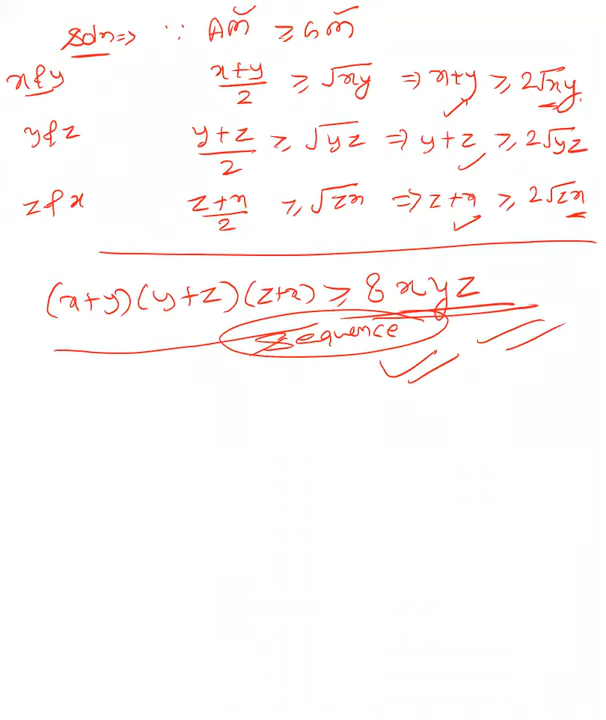 Soln⇒ ∵ AM ≥ GM
x & y x+y/2 ≥ √xy ⇒ x+y ≥ 2√xy.
y & z y+z/2 ≥ √yz ⇒ y+z ≥ 2√yz
z & x z+x/2 ≥ √zx ⇒ z+x ≥ 2√zx
(x+y)(y+z)(z+x) ≥ 8xyz
Sequence